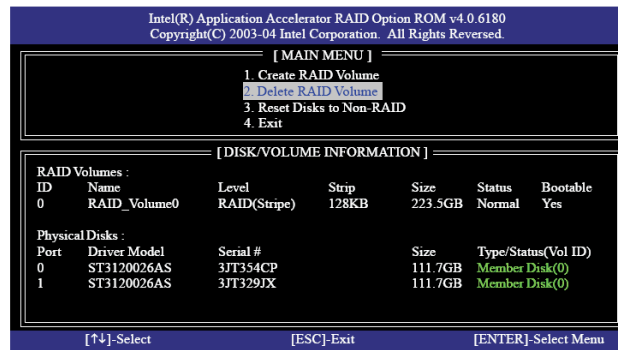 Intel(R) Application Accelerator RAID Option ROM v4.0.6180
Copyright(C) 2003-04 Intel Corporation. All Rights Reversed.
[ MAIN MENU ]
1. Create RAID Volume
2. Delete RAID Volume
3. Reset Disks to Non-RAID
4. Exit
[ DISK/VOLUME INFORMATION ]
RAID Volumes :
ID Name Level Strip Size Status Bootable
0 RAID_Volume0 RAID(Stripe) 128KB 223.5GB Normal Yes
Physical Disks :
Port Driver Model Serial # Size Type/Status(Vol ID)
0 ST3120026AS 3JT354CP 111.7GB Member Disk(0)
1 ST3120026AS 3JT329JX 111.7GB Member Disk(0)
[↑↓]-Select [ESC]-Exit [ENTER]-Select Menu